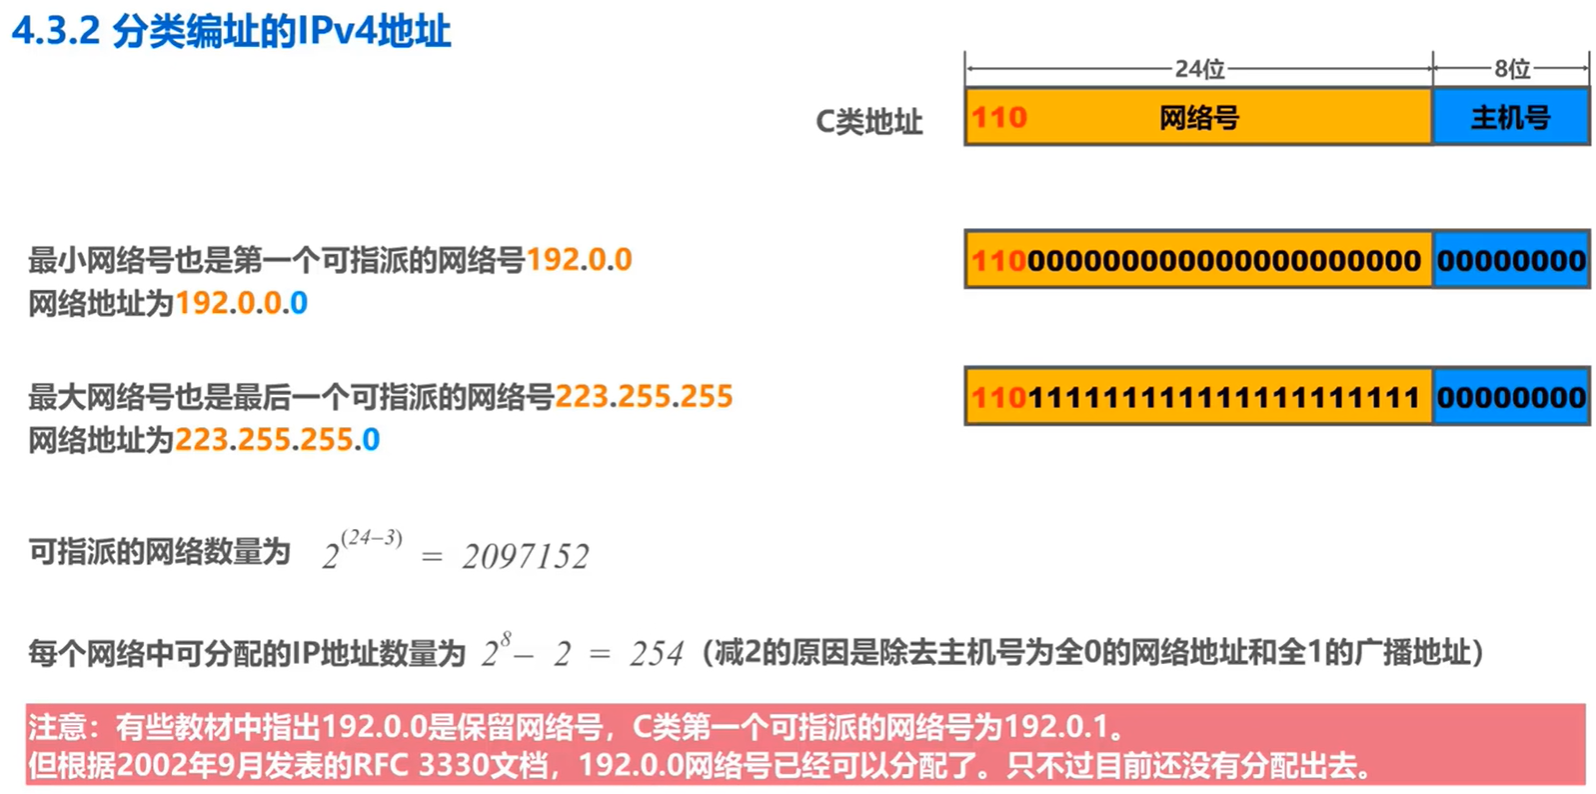 4.3.2 分类编址的IPv4地址
24位
8位
C类地址
110
网络号
主机号
最小网络号也是第一个可指派的网络号192.0.0
110000000000000000000000
00000000
网络地址为192.0.0.0
最大网络号也是最后一个可指派的网络号223.255.255
110111111111111111111111
00000000
网络地址为223.255.255.0
可指派的网络数量为 2^(24-3) = 2097152
每个网络中可分配的IP地址数量为 2^8 - 2 = 254（减2的原因是除去主机号为全0的网络地址和全1的广播地址）
注意：有些教材中指出192.0.0是保留网络号，C类第一个可指派的网络号为192.0.1。
但根据2002年9月发表的RFC 3330文档，192.0.0网络号已经可以分配了。只不过目前还没有分配出去。